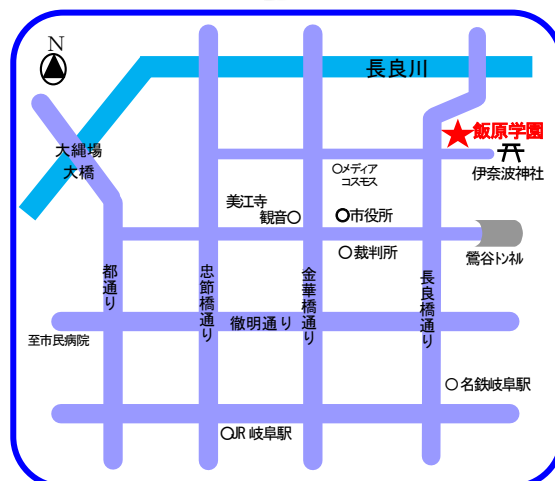 N
長良川
飯原学園
大縄場
大橋
メディア
コスモス
伊奈波神社
美江寺
観音
市役所
裁判所
鶯谷トンネル
都通り
忠節橋通り
金華橋通り
長良橋通り
徹明通り
至市民病院
名鉄岐阜駅
JR 岐阜駅